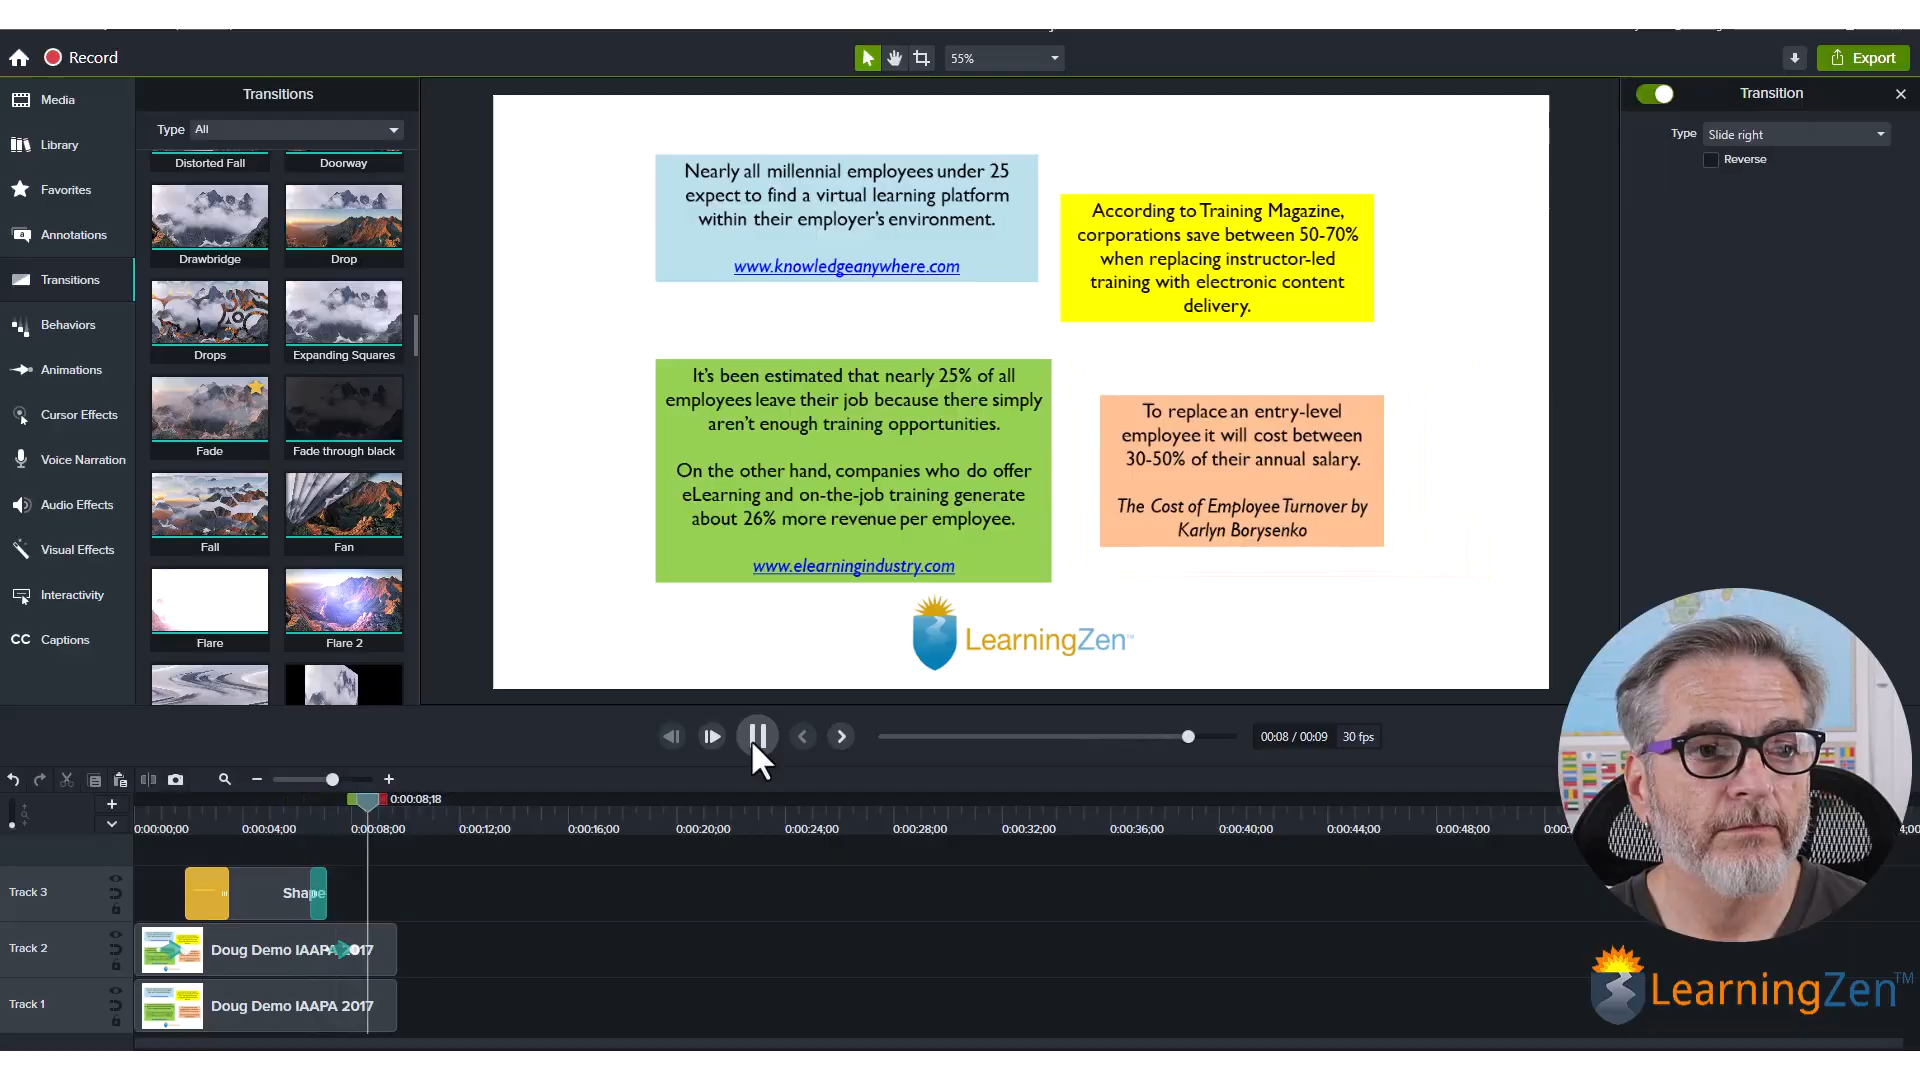 Record
55%
Export
Media
Library
Favorites
Annotations
Transitions
Behaviors
Animations
Cursor Effects
Voice Narration
Audio Effects
Visual Effects
Interactivity
CC Captions
Transitions
Type All
Distorted Fall
Doorway
Drawbridge
Drop
Drops
Expanding Squares
Fade
Fade through black
Fall
Fan
Flare
Flare 2
Nearly all millennial employees under 25
expect to find a virtual learning platform
within their employer's environment.
www.knowledgeanywhere.com
According to Training Magazine,
corporations save between 50-70%
when replacing instructor-led
training with electronic content
delivery.
It's been estimated that nearly 25% of all
employees leave their job because there simply
aren't enough training opportunities.
On the other hand, companies who do offer
eLearning and on-the-job training generate
about 26% more revenue per employee.
www.elearningindustry.com
To replace an entry-level
employee it will cost between
30-50% of their annual salary.
The Cost of Employee Turnover by
Karlyn Borysenko
LearningZen™
Transition
Type Slide right
Reverse
00:08 / 00:09 30 fps
0:00:08;18
0:00:00;00 0:00:04;00 0:00:08;00 0:00:12;00 0:00:16;00 0:00:20;00 0:00:24;00 0:00:28;00 0:00:32;00 0:00:36;00 0:00:40;00 0:00:44;00 0:00:48;00
Track 3
Shape
Track 2
Doug Demo IAAPA 2017
Track 1
Doug Demo IAAPA 2017
LearningZen™